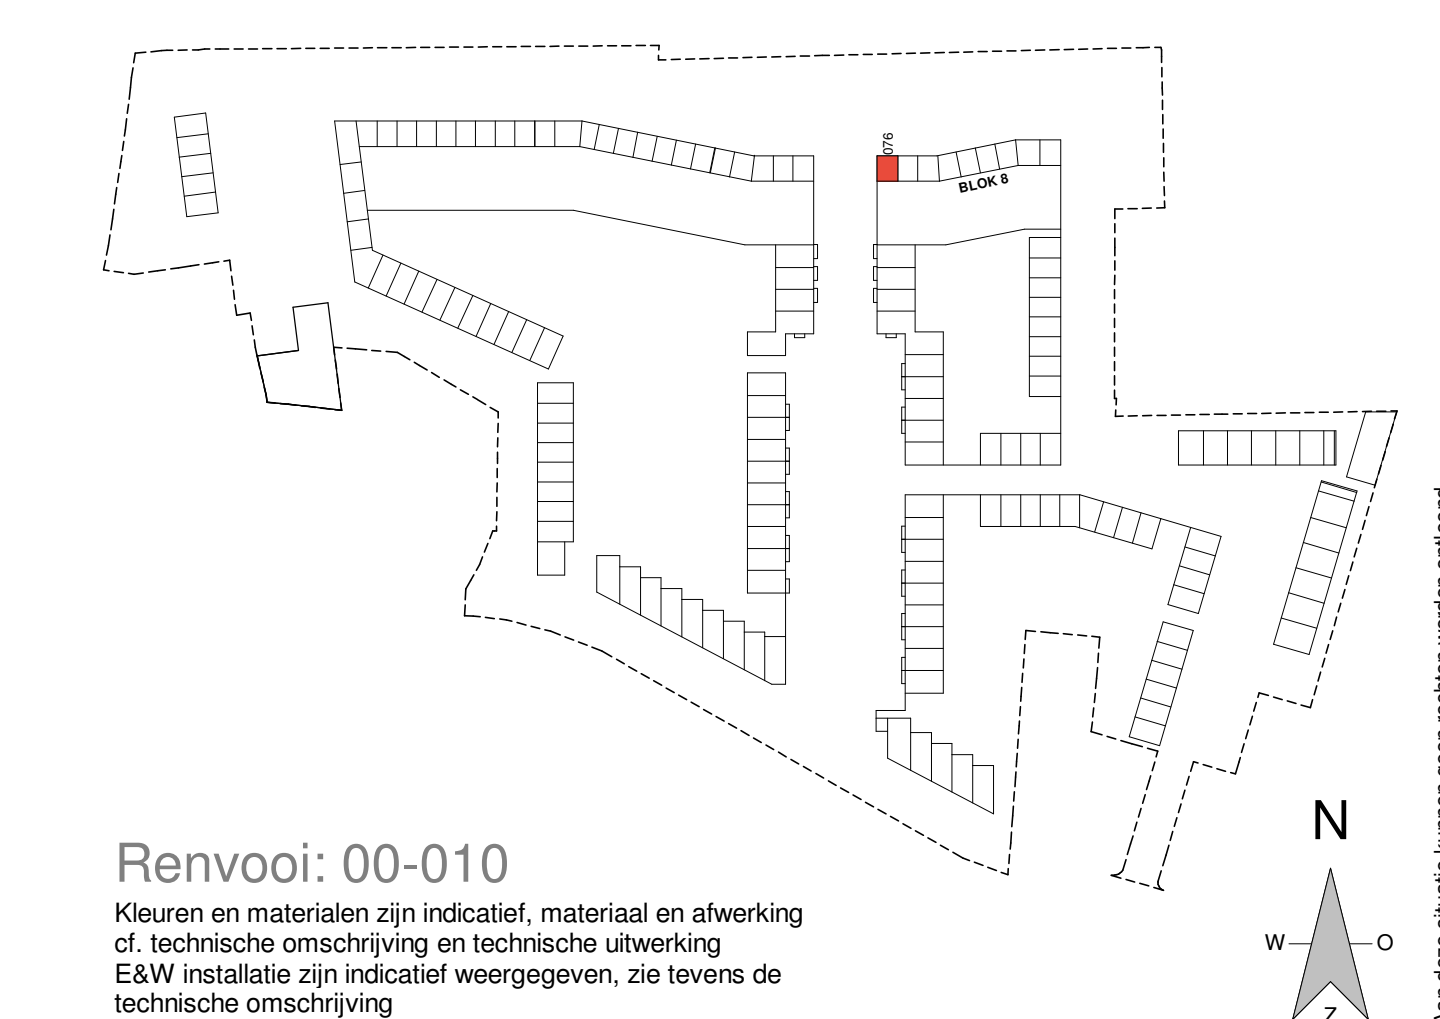 076
BLOK 8
Renvooi: 00-010
Kleuren en materialen zijn indicatief, materiaal en afwerking
cf. technische omschrijving en technische uitwerking
E&W installatie zijn indicatief weergegeven, zie tevens de
technische omschrijving
N
W
O
Z